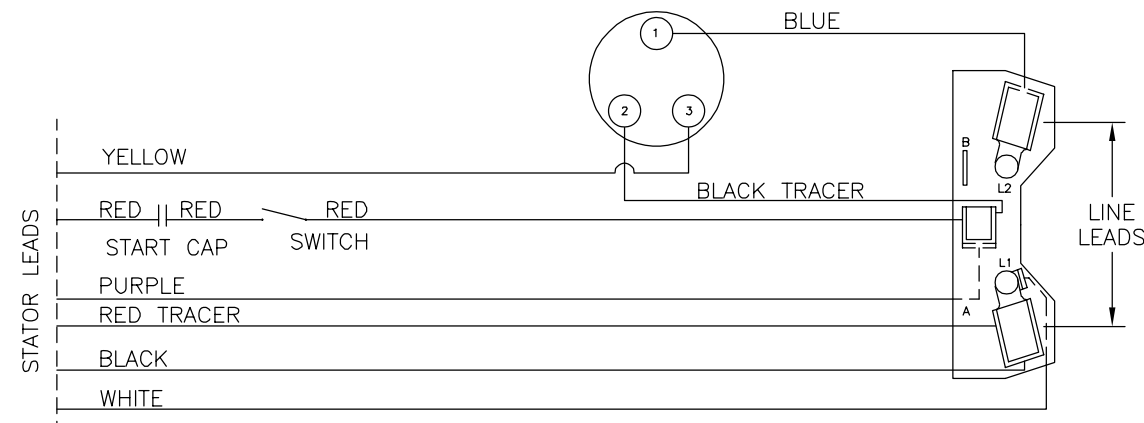 BLUE
1
2
3
YELLOW
B
BLACK TRACER
L2
RED
RED
RED
LINE
LEADS
START CAP
SWITCH
STATOR LEADS
L1
PURPLE
A
RED TRACER
BLACK
WHITE